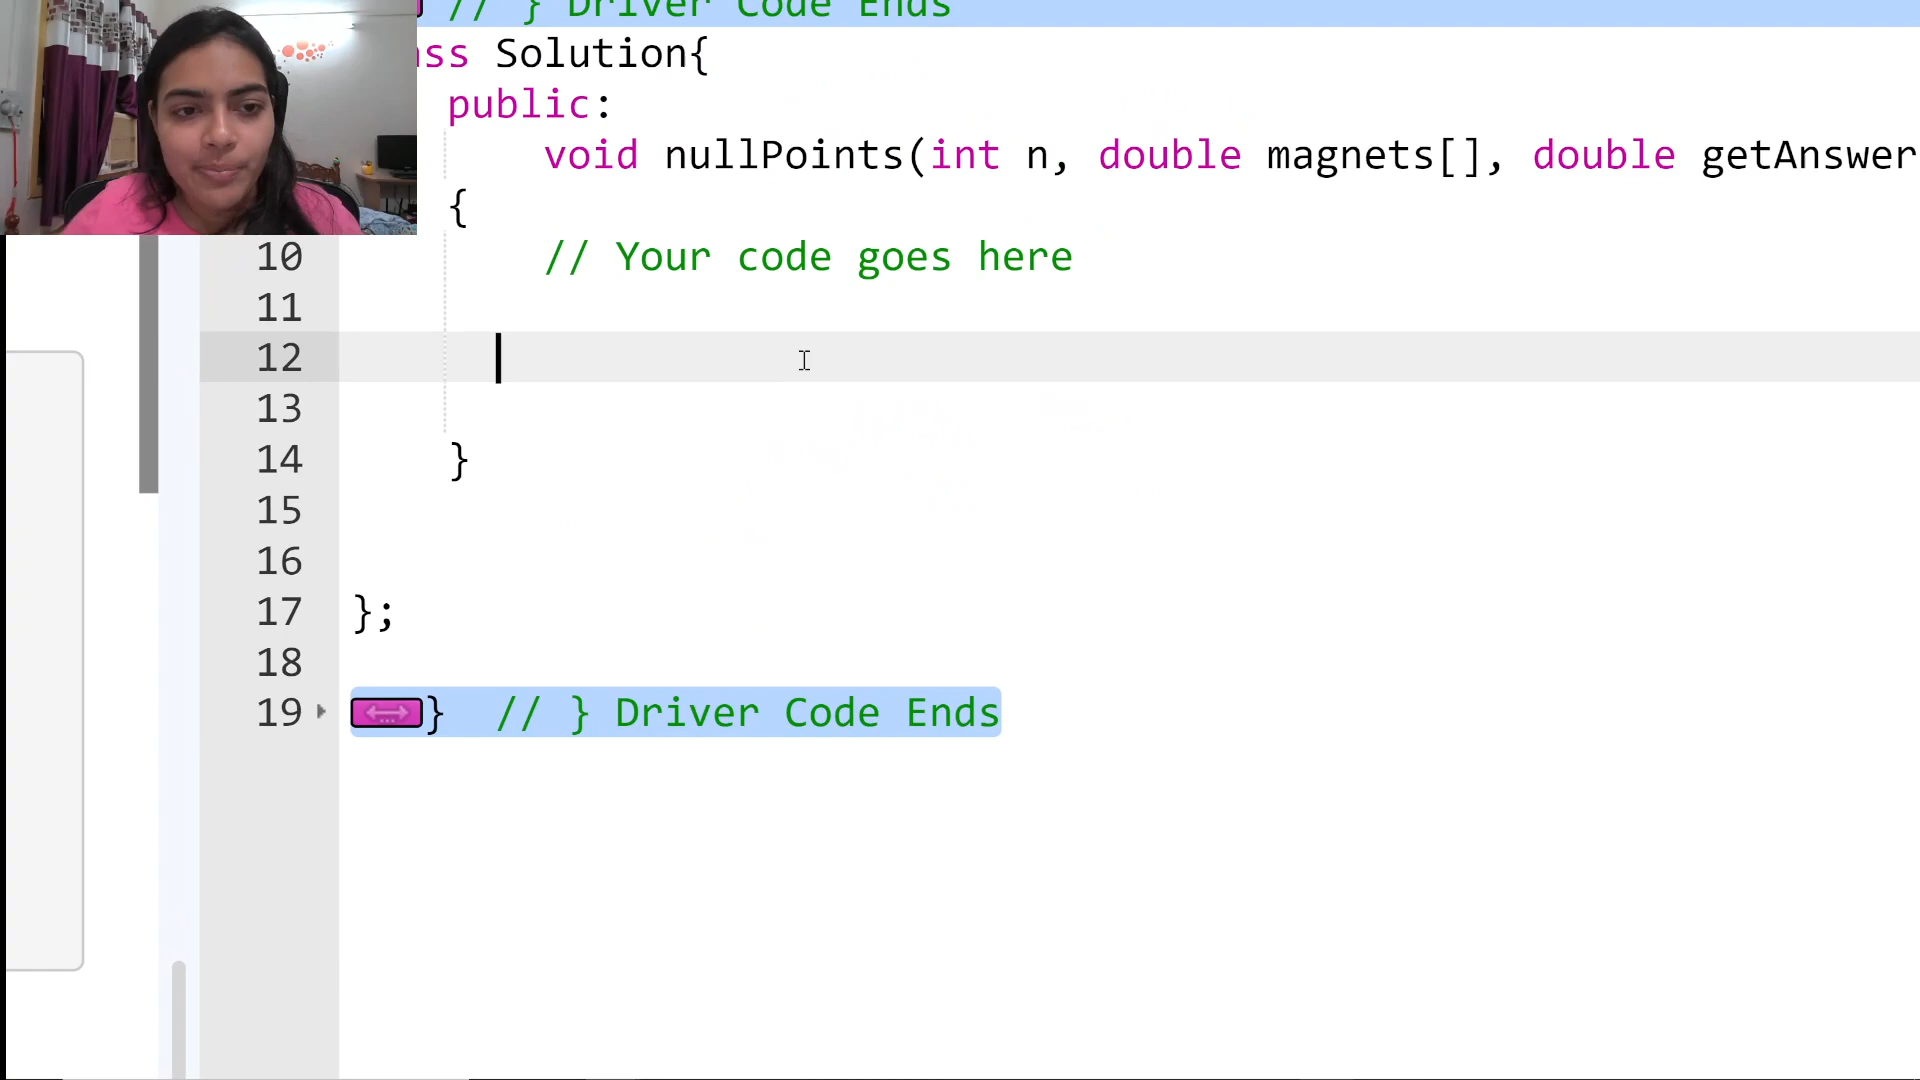 // } Driver Code Ends
ss Solution{
public:
void nullPoints(int n, double magnets[], double getAnswer
{
10 // Your code goes here
11
12
13
14 }
15
16
17 };
18
19 } // } Driver Code Ends